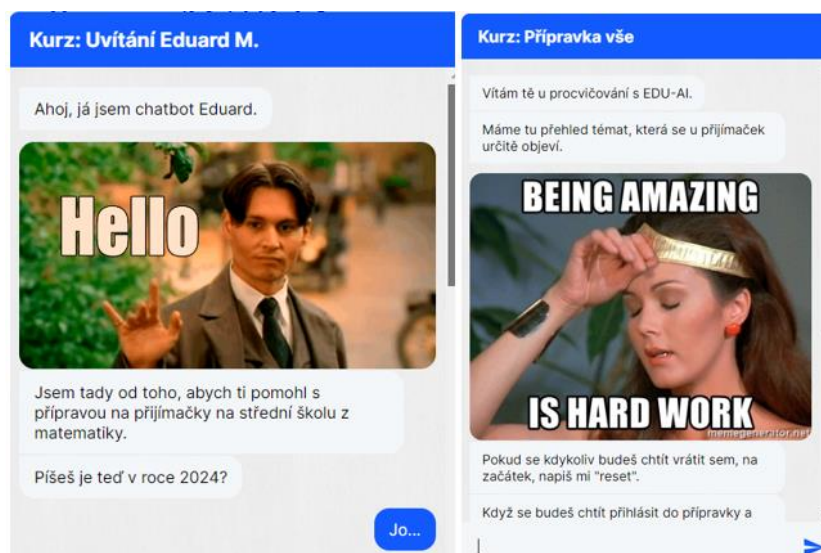 Kurz: Uvítání Eduard M.
Ahoj, já jsem chatbot Eduard.
Hello
Jsem tady od toho, abych ti pomohl s
přípravou na přijímačky na střední školu z
matematiky.
Píšeš je teď v roce 2024?
Jo...
Kurz: Přípravka vše
Vítám tě u procvičování s EDU-AI.
Máme tu přehled témat, která se u přijímaček
určitě objeví.
BEING AMAZING
IS HARD WORK
memegenerator.net
Pokud se kdykoliv budeš chtít vrátit sem, na
začátek, napiš mi "reset".
Když se budeš chtít přihlásit do přípravky a